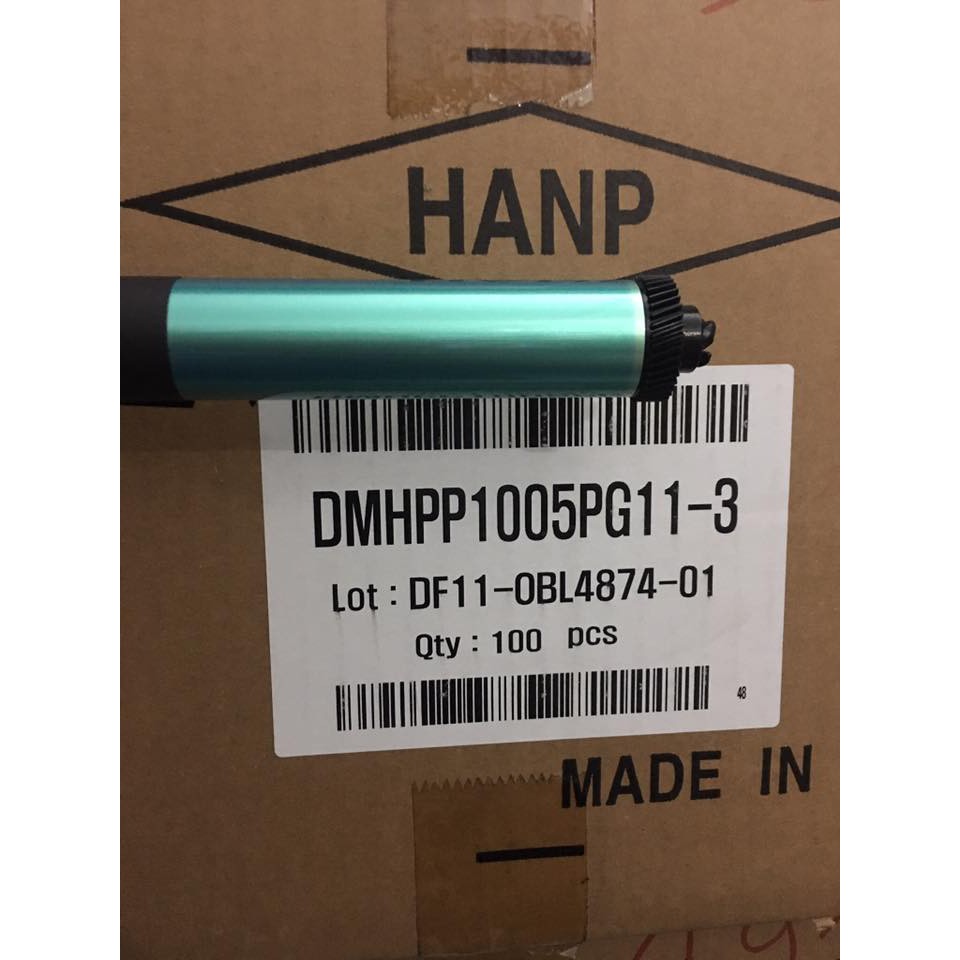 HANP
DMHPP1005PG11-3
Lot : DF11-0BL4874-01
Qty : 100 pcs
48
MADE IN